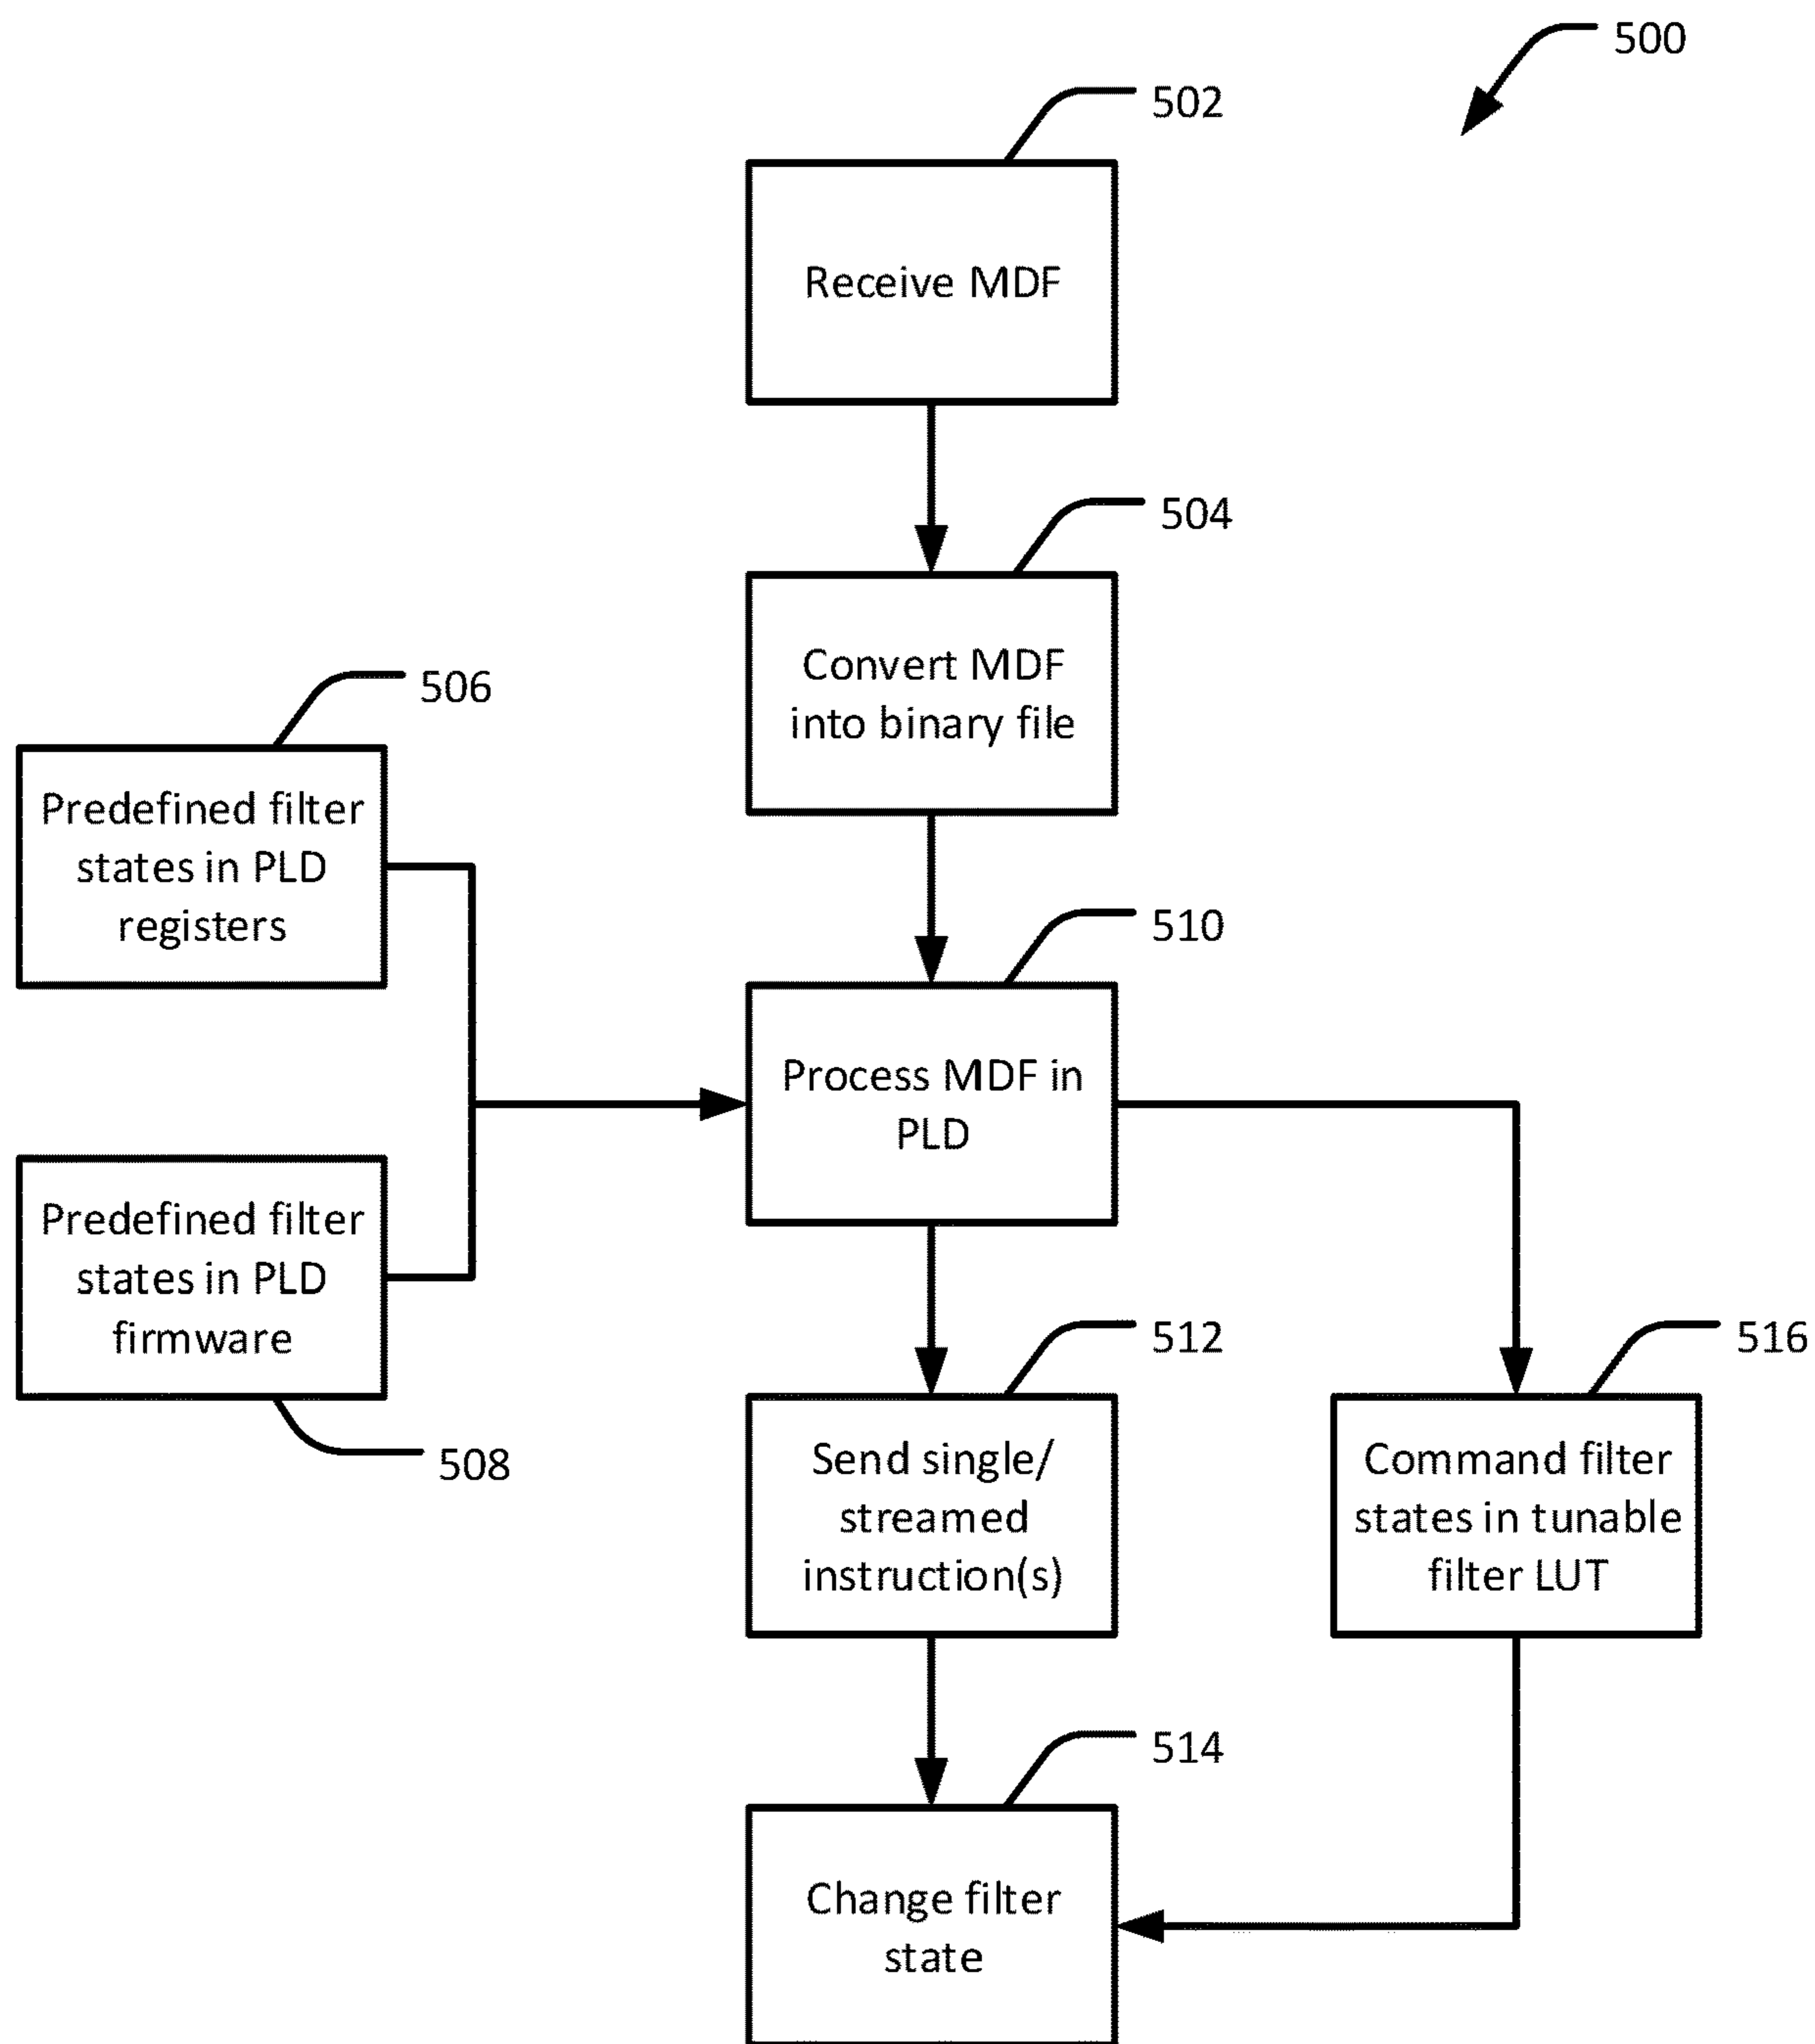 500
502
Receive MDF
504
Convert MDF
into binary file
506
Predefined filter
states in PLD
registers
510
Process MDF in
PLD
Predefined filter
states in PLD
firmware
508
512
Send single/
streamed
instruction(s)
516
Command filter
states in tunable
filter LUT
514
Change filter
state